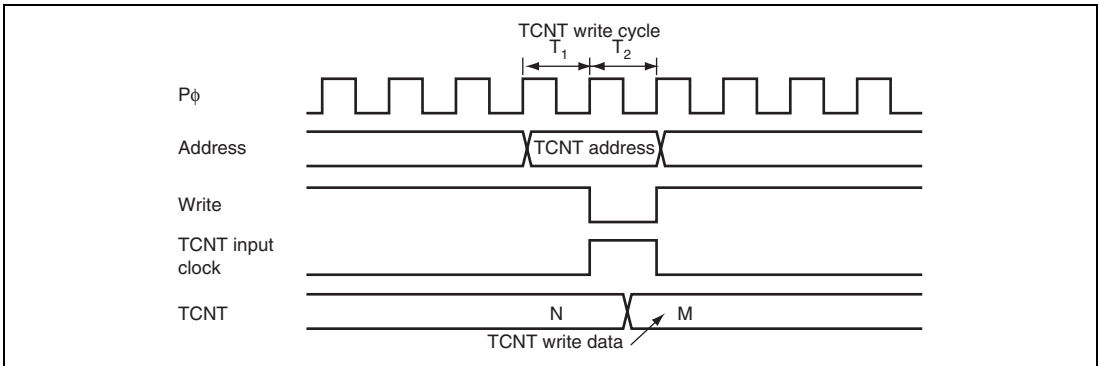 TCNT write cycle
T1 T2
Pϕ
Address
TCNT address
Write
TCNT input
clock
TCNT
N
M
TCNT write data